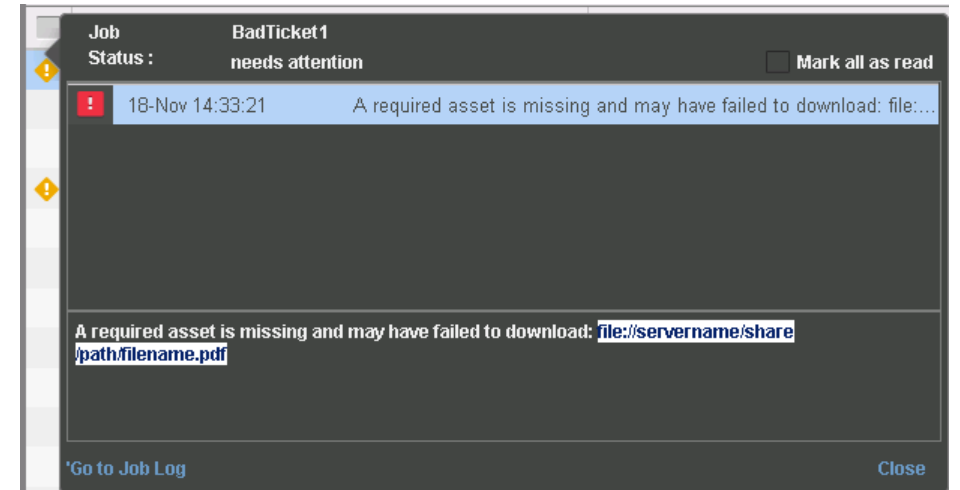 Job BadTicket1
Status : needs attention
Mark all as read
! 18-Nov 14:33:21 A required asset is missing and may have failed to download: file:...
A required asset is missing and may have failed to download: file://servername/share
/path/filename.pdf
'Go to Job Log Close